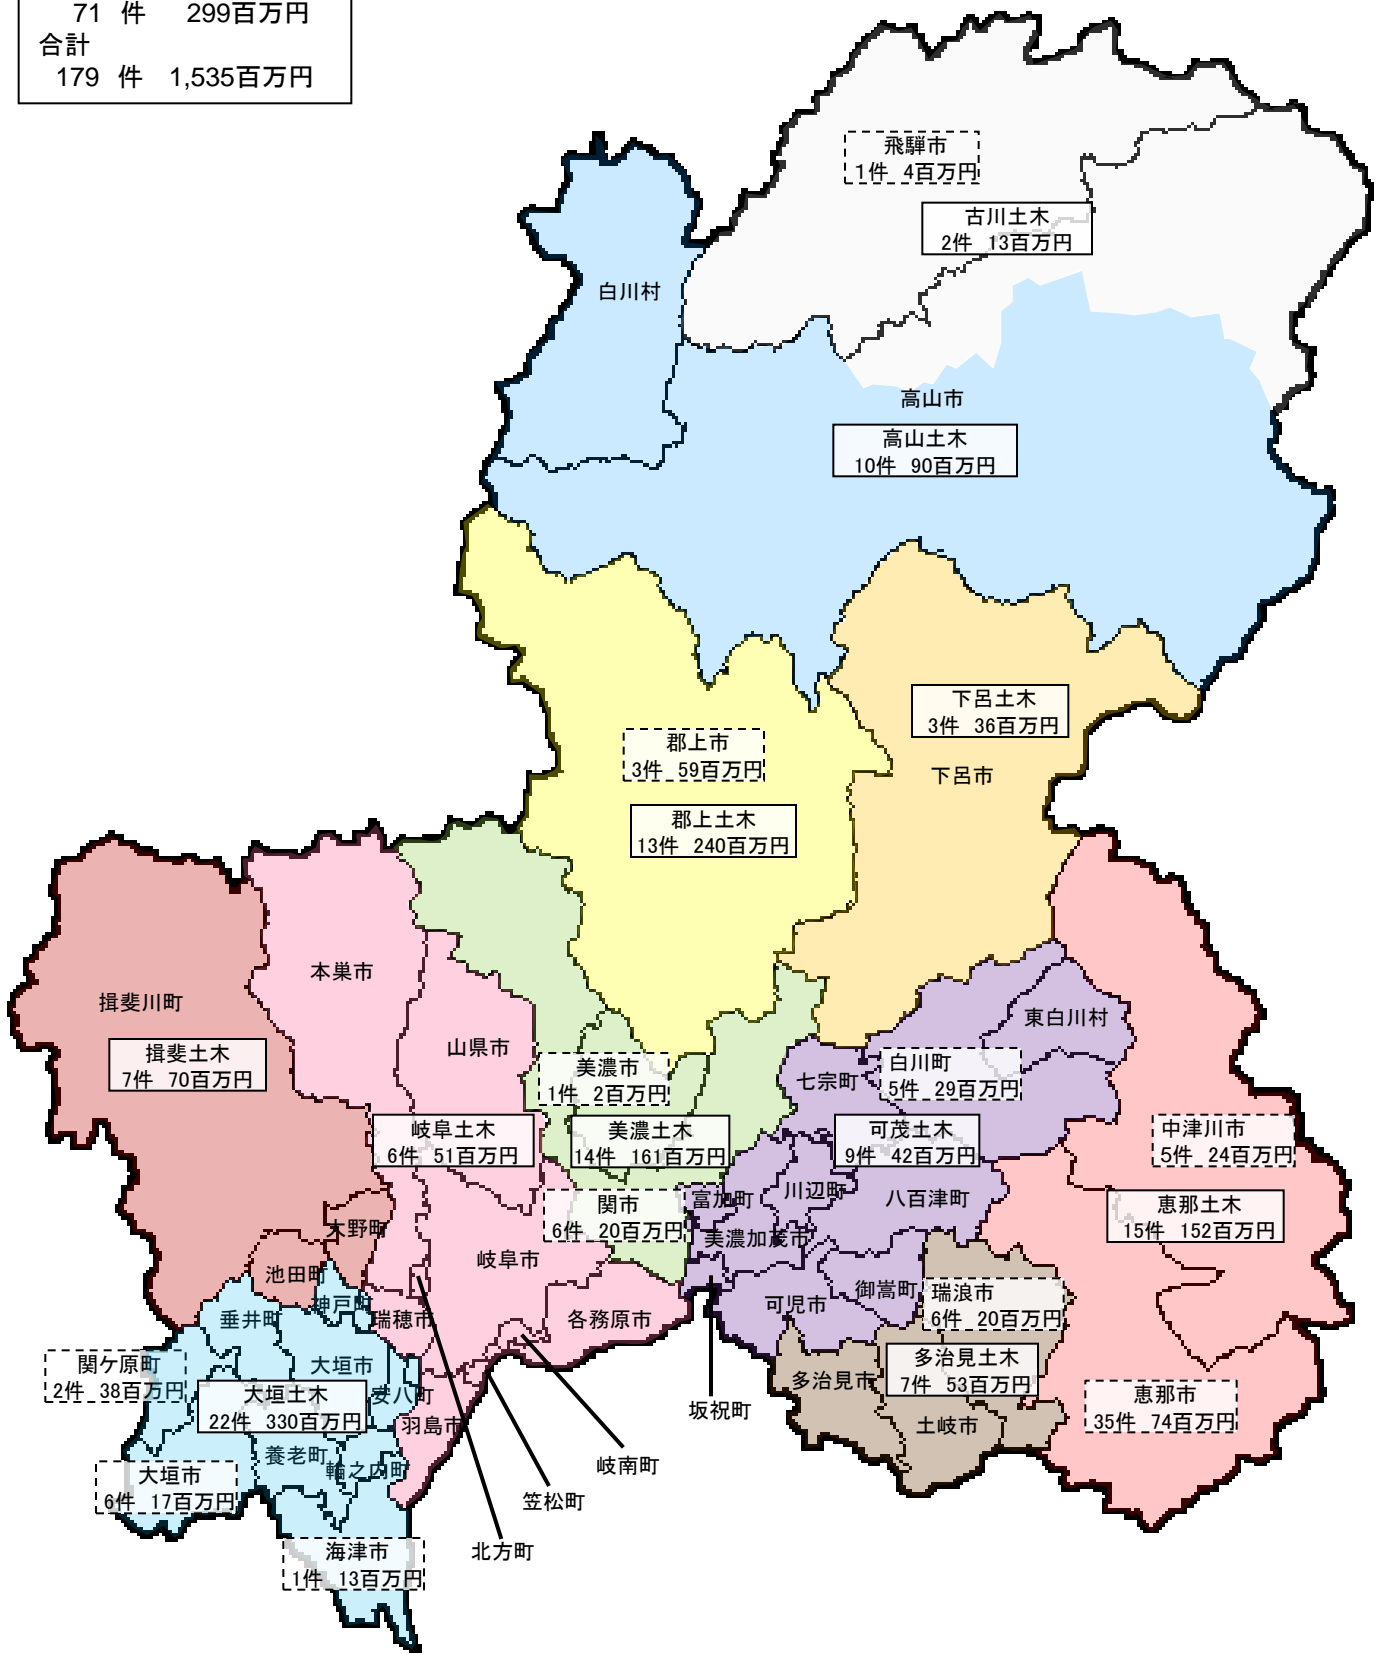 71 件 299百万円
合計
179 件 1,535百万円
飛騨市
1件 4百万円
古川土木
2件 13百万円
白川村
高山市
高山土木
10件 90百万円
下呂土木
3件 36百万円
郡上市
3件 59百万円
下呂市
郡上土木
13件 240百万円
本巣市
揖斐川町
東白川村
山県市
揖斐土木
7件 70百万円
美濃市
1件 2百万円
七宗町
白川町
5件 29百万円
岐阜土木
6件 51百万円
美濃土木
14件 161百万円
可茂土木
9件 42百万円
中津川市
5件 24百万円
関市
6件 20百万円
富加町
川辺町
八百津町
恵那土木
15件 152百万円
大野町
美濃加茂市
岐阜市
池田町
御嵩町
瑞浪市
6件 20百万円
神戸町
可児市
垂井町
瑞穂市
各務原市
関ケ原町
2件 38百万円
大垣市
多治見土木
7件 53百万円
多治見市
大垣土木
22件 330百万円
安八町
恵那市
35件 74百万円
坂祝町
羽島市
土岐市
養老町
輪之内町
岐南町
大垣市
6件 17百万円
笠松町
北方町
海津市
1件 13百万円